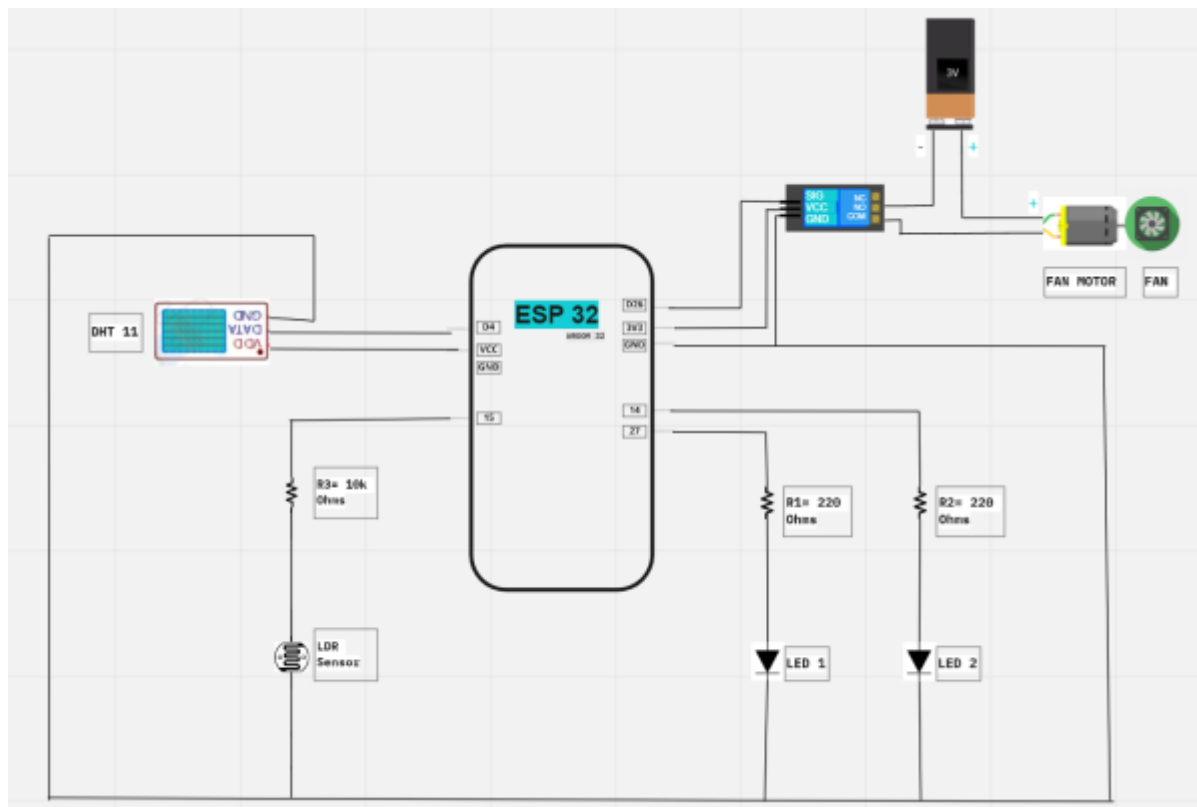 3V
-
+
SIG
VCC
GND
NC
NO
COM
+
FAN MOTOR
FAN
ESP 32
WROOM 32
DHT 11
GND
DATA
VDD
D4
VCC
GND
15
3V3
GND
14
27
R3= 10k
Ohms
R1= 220
Ohms
R2= 220
Ohms
LDR
Sensor
LED 1
LED 2